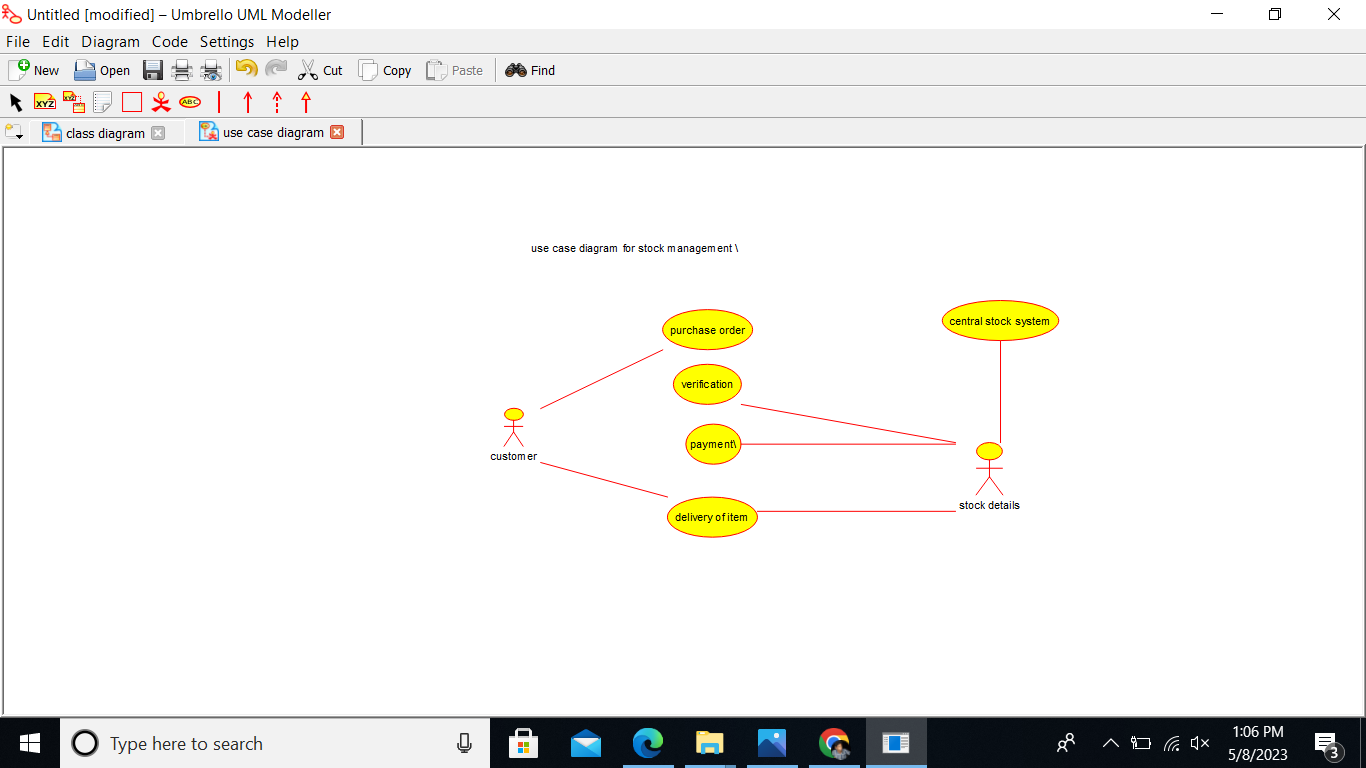 Untitled [modified] – Umbrello UML Modeller
File Edit Diagram Code Settings Help
New Open Cut Copy Paste Find
XYZ XYZ ABC
class diagram use case diagram
use case diagram for stock management \
purchase order
central stock system
verification
payment\
customer
stock details
delivery of item
Type here to search
1:06 PM
5/8/2023
3